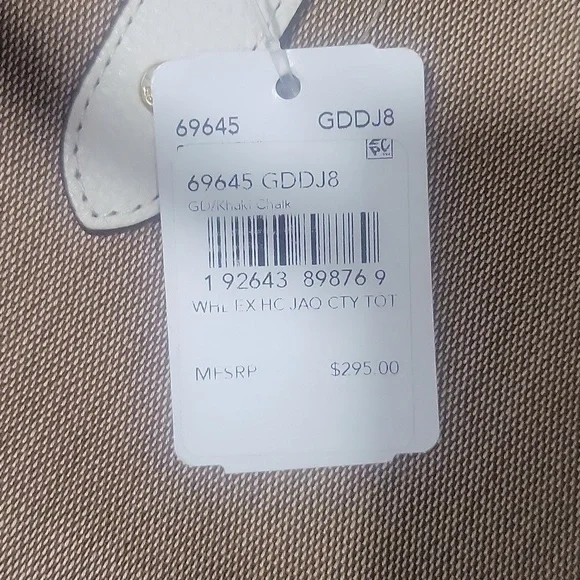 69645 GDDJ8
69645 GDDJ8
GD/Khaki Chalk
1 92643 89876 9
WHL EX HC JAQ CTY TOT
MFSRP $295.00